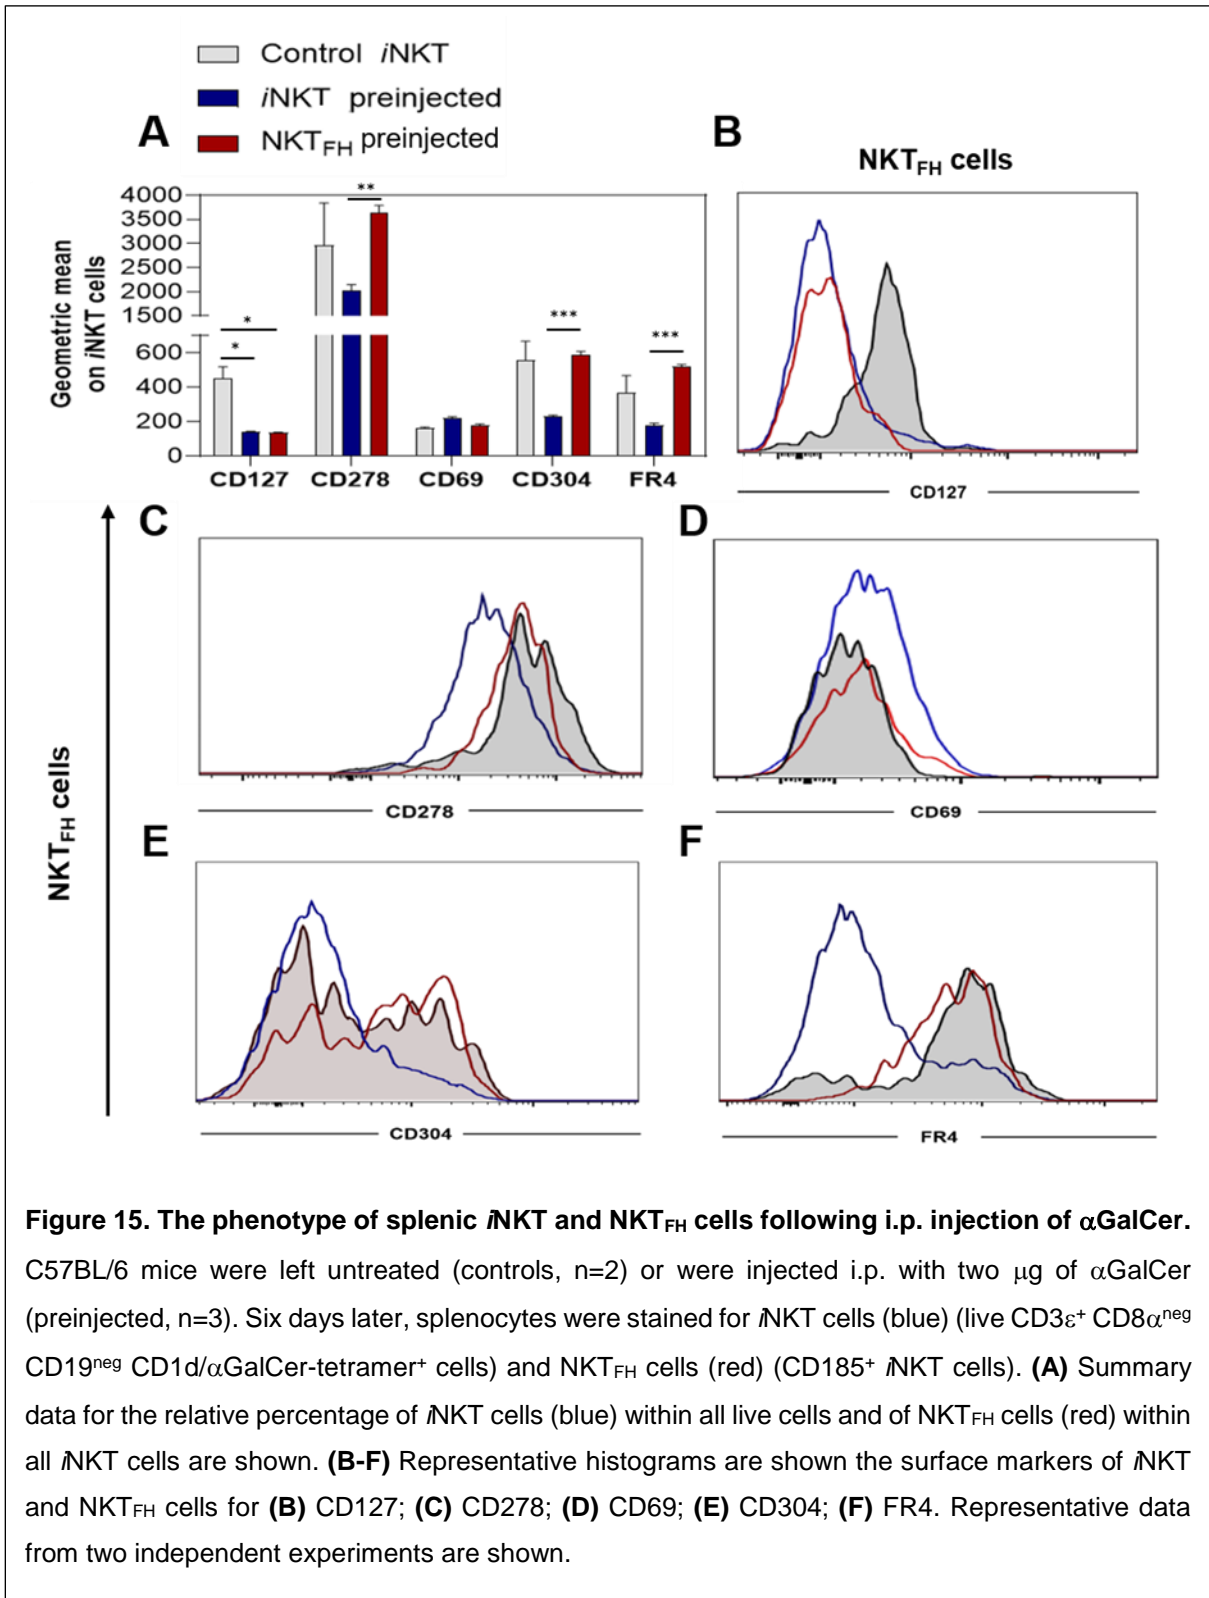 Control iNKT
iNKT preinjected
NKTFH preinjected
A
Geometric mean
on iNKT cells
4000
3500
3000
2500
2000
1500
600
400
200
0
*
*
**
***
***
CD127 CD278 CD69 CD304 FR4
B
NKTFH cells
CD127
NKTFH cells
C
CD278
D
CD69
E
CD304
F
FR4
Figure 15. The phenotype of splenic iNKT and NKTFH cells following i.p. injection of αGalCer.
C57BL/6 mice were left untreated (controls, n=2) or were injected i.p. with two μg of αGalCer
(preinjected, n=3). Six days later, splenocytes were stained for iNKT cells (blue) (live CD3ε+ CD8αneg
CD19neg CD1d/αGalCer-tetramer+ cells) and NKTFH cells (red) (CD185+ iNKT cells). (A) Summary
data for the relative percentage of iNKT cells (blue) within all live cells and of NKTFH cells (red) within
all iNKT cells are shown. (B-F) Representative histograms are shown the surface markers of iNKT
and NKTFH cells for (B) CD127; (C) CD278; (D) CD69; (E) CD304; (F) FR4. Representative data
from two independent experiments are shown.